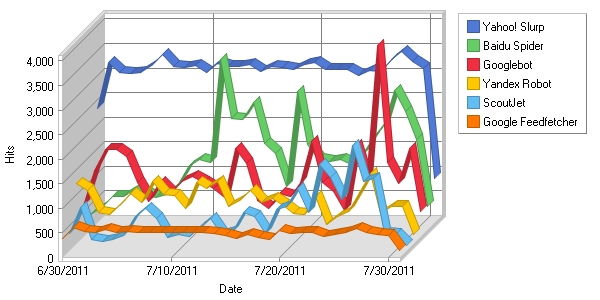 4,000
3,500
3,000
2,500
2,000
1,500
1,000
500
0
Hits
6/30/2011 7/10/2011 7/20/2011 7/30/2011
Date
Yahoo! Slurp
Baidu Spider
Googlebot
Yandex Robot
ScoutJet
Google Feedfetcher